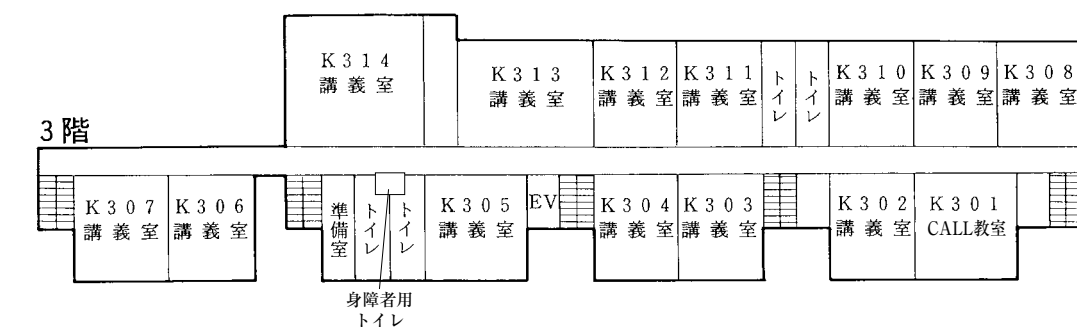 K314
講義室
K313
講義室
K312
講義室
K311
講義室
トイレ
トイレ
K310
講義室
K309
講義室
K308
講義室
3階
K307
講義室
K306
講義室
準備室
トイレ
トイレ
K305
講義室
EV
K304
講義室
K303
講義室
K302
講義室
K301
CALL教室
身障者用
トイレ